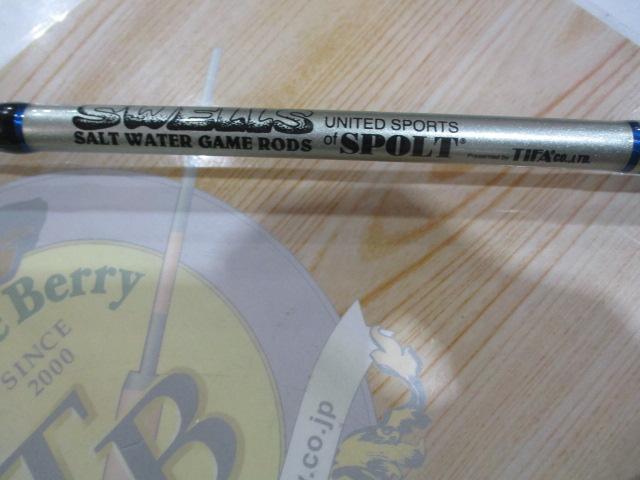 SWELLS
SALT WATER GAME RODS
UNITED SPORTS
of SPOLT®
Presented by TIFA CO.,LTD.
Berry
SINCE
2000
TB
.co.jp